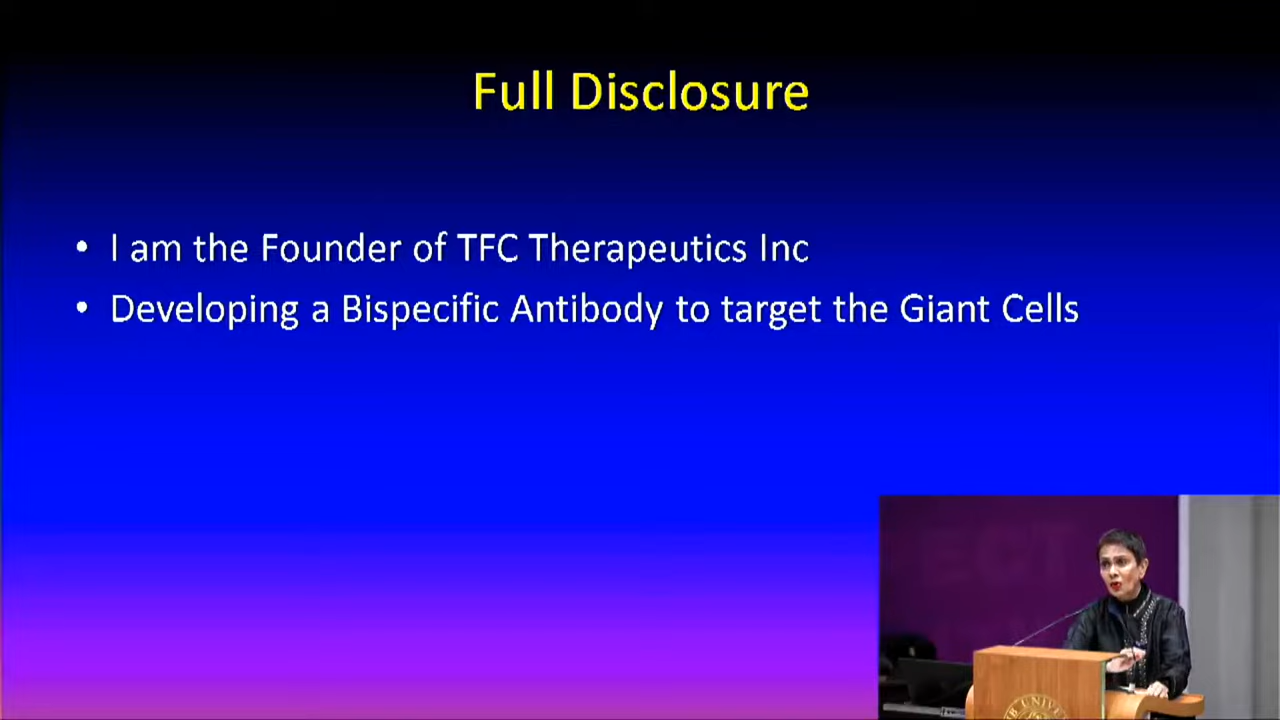 Full Disclosure
• I am the Founder of TFC Therapeutics Inc
• Developing a Bispecific Antibody to target the Giant Cells